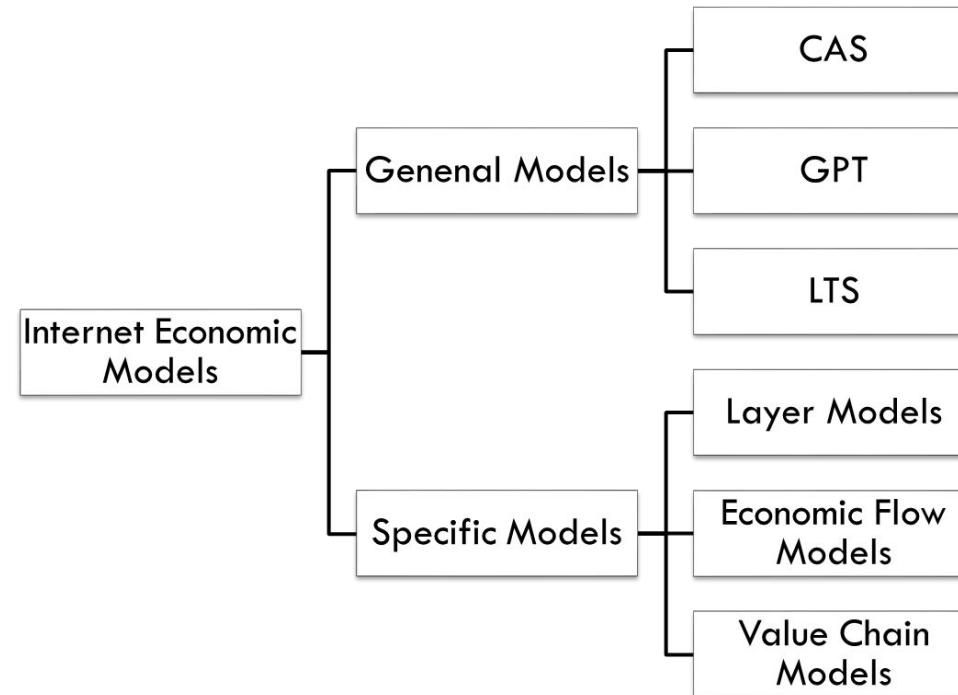 CAS
Genenal Models
GPT
LTS
Internet Economic
Models
Layer Models
Specific Models
Economic Flow
Models
Value Chain
Models